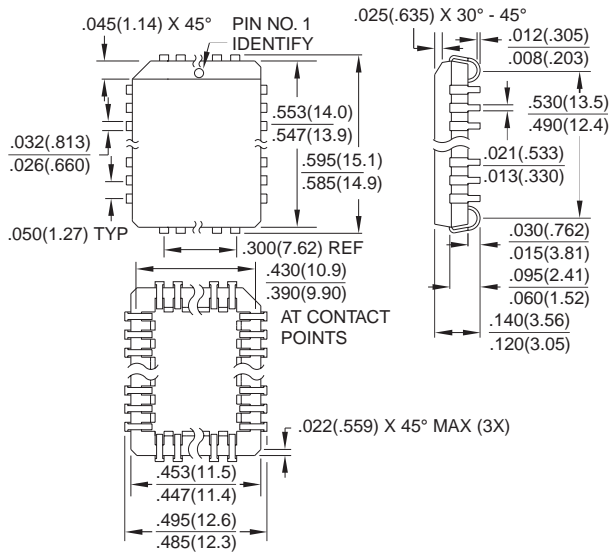 .045(1.14) X 45°
PIN NO. 1
IDENTIFY
.025(.635) X 30° - 45°
.012(.305)
.008(.203)
.553(14.0)
.547(13.9)
.530(13.5)
.490(12.4)
.032(.813)
.026(.660)
.595(15.1)
.585(14.9)
.021(.533)
.013(.330)
.050(1.27) TYP
.300(7.62) REF
.030(.762)
.015(3.81)
.430(10.9)
.390(9.90)
AT CONTACT
POINTS
.095(2.41)
.060(1.52)
.140(3.56)
.120(3.05)
.022(.559) X 45° MAX (3X)
.453(11.5)
.447(11.4)
.495(12.6)
.485(12.3)